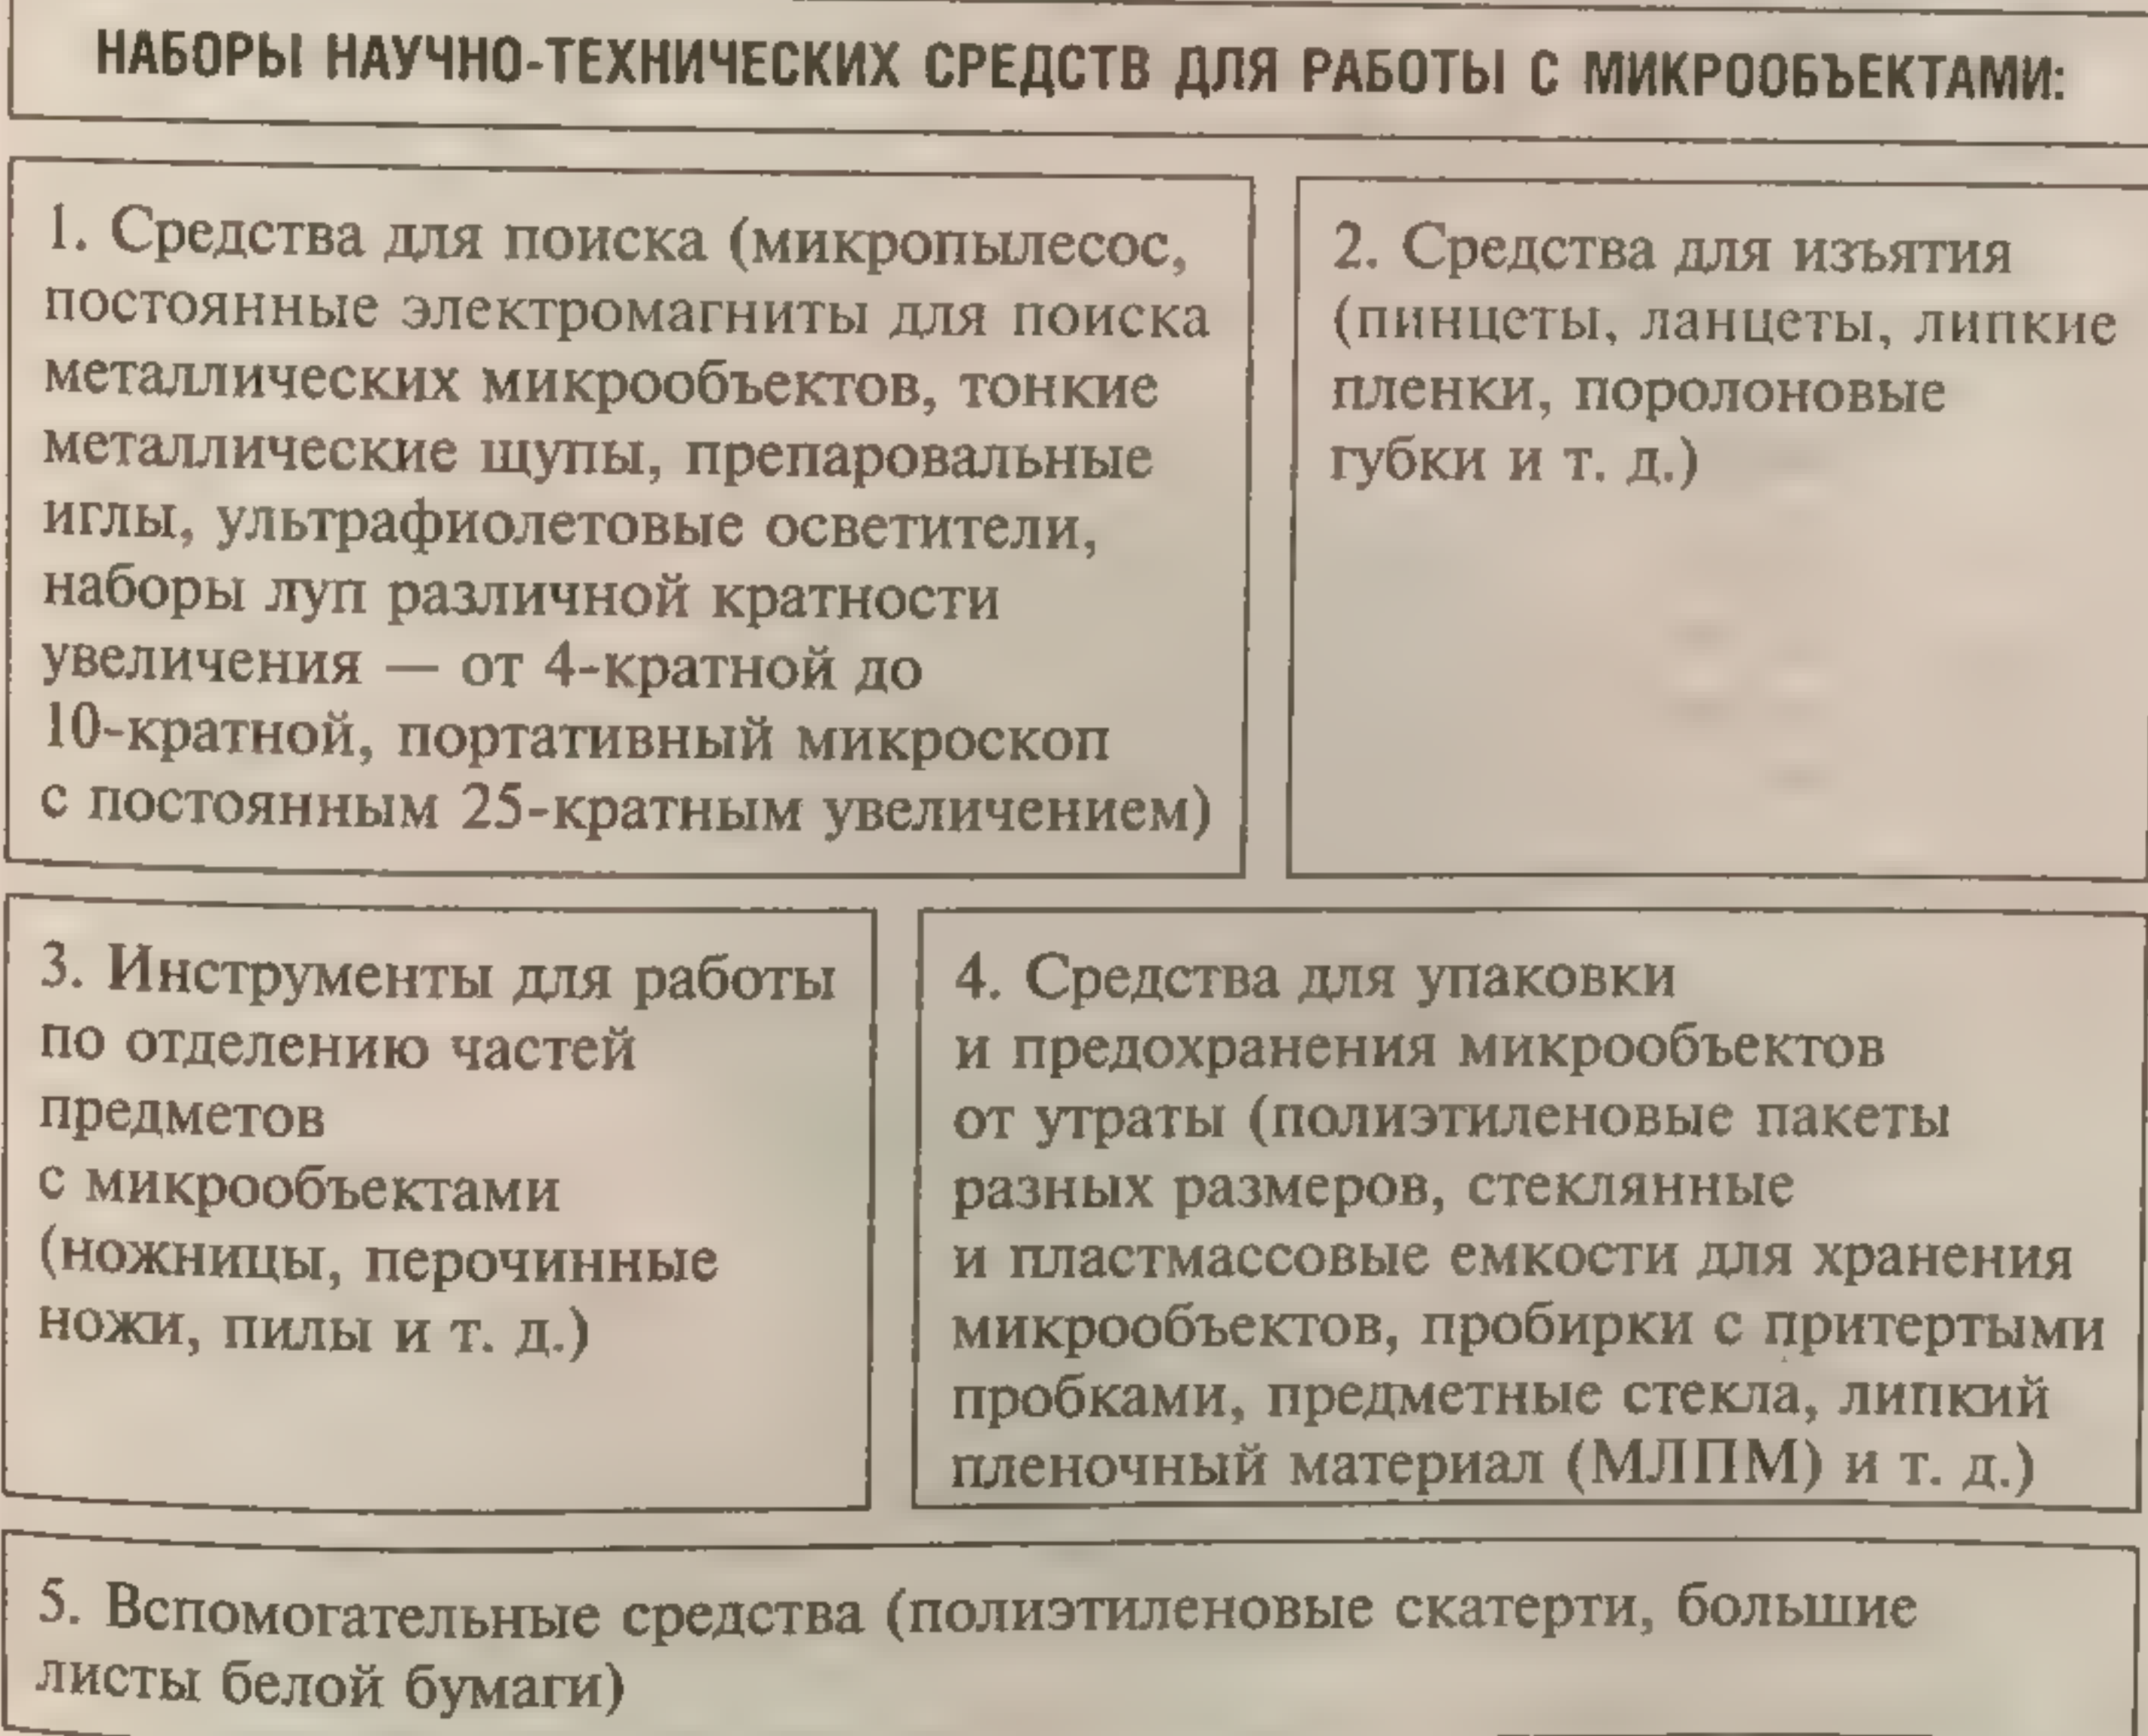 НАБОРЫ НАУЧНО-ТЕХНИЧЕСКИХ СРЕДСТВ ДЛЯ РАБОТЫ С МИКРООБЪЕКТАМИ:
1. Средства для поиска (микропылесос,
постоянные электромагниты для поиска
металлических микрообъектов, тонкие
металлические щупы, препаровальные
иглы, ультрафиолетовые осветители,
наборы луп различной кратности
увеличения — от 4-кратной до
10-кратной, портативный микроскоп
с постоянным 25-кратным увеличением)
2. Средства для изъятия
(пинцеты, ланцеты, липкие
пленки, поролоновые
губки и т. д.)
3. Инструменты для работы
по отделению частей
предметов
с микрообъектами
(ножницы, перочинные
ножи, пилы и т. д.)
4. Средства для упаковки
и предохранения микрообъектов
от утраты (полиэтиленовые пакеты
разных размеров, стеклянные
и пластмассовые емкости для хранения
микрообъектов, пробирки с притертыми
пробками, предметные стекла, липкий
пленочный материал (МЛПМ) и т. д.)
5. Вспомогательные средства (полиэтиленовые скатерти, большие
листы белой бумаги)